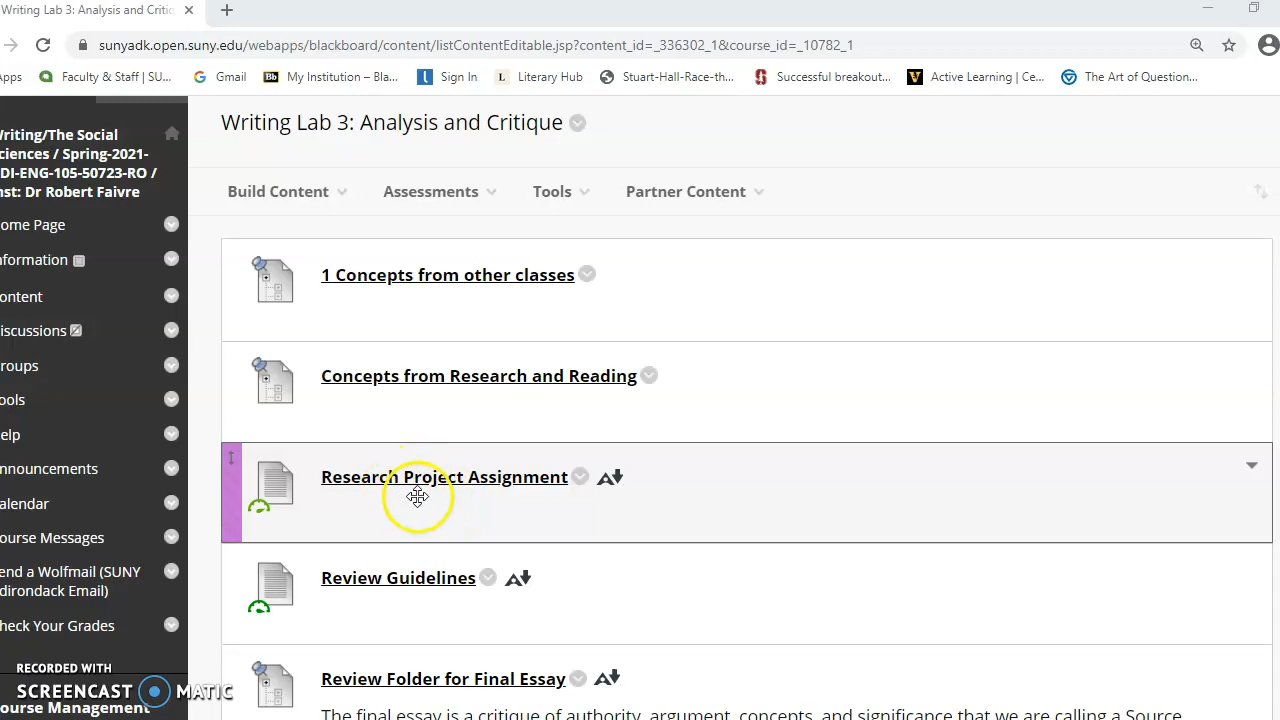 Writing Lab 3: Analysis and Critiq
sunyadk.open.suny.edu/webapps/blackboard/content/listContentEditable.jsp?content_id=_336302_1&course_id=_10782_1
pps
Faculty & Staff | SU...
Gmail
My Institution – Bla...
Sign In
Literary Hub
Stuart-Hall-Race-th...
Successful breakout...
Active Learning | Ce...
The Art of Question...
riting/The Social
ciences / Spring-2021-
DI-ENG-105-50723-RO /
nst: Dr Robert Faivre
ome Page
nformation
ontent
iscussions
roups
ools
elp
nnouncements
alendar
ourse Messages
end a Wolfmail (SUNY
dirondack Email)
heck Your Grades
RECORDED WITH
SCREENCAST MATIC
ourse Management
Writing Lab 3: Analysis and Critique
Build Content
Assessments
Tools
Partner Content
1 Concepts from other classes
Concepts from Research and Reading
Research Project Assignment
Review Guidelines
Review Folder for Final Essay
The final essay is a critique of authority, argument, concepts, and significance that we are calling a Source